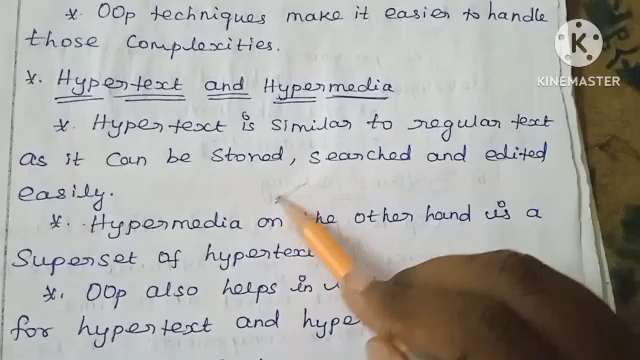 *. OOp techniques make it easier to handle
those Complexities.
KINEMASTER
*. Hypertext and Hypermedia
*. Hypertext is similar to regular text
as it can be stored, searched and edited
easily.
*. Hypermedia on the other hand is a
Superset of hypertext
*. OOp also helps in
for hypertext and